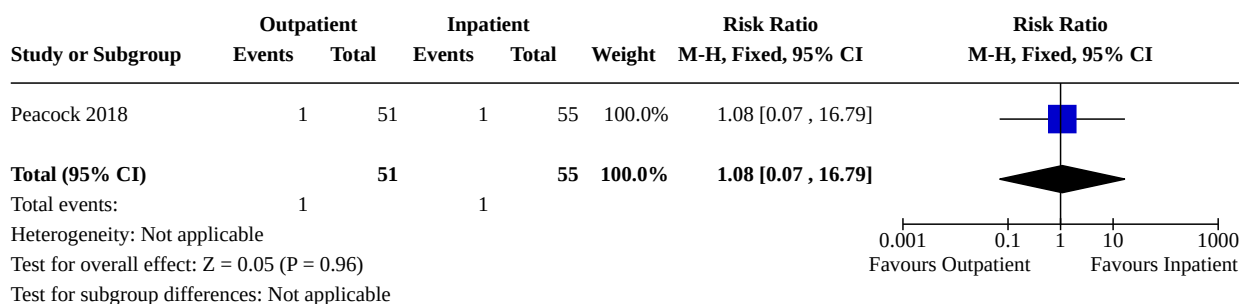 Outpatient Inpatient Risk Ratio Risk Ratio
Study or Subgroup Events Total Events Total Weight M-H, Fixed, 95% CI M-H, Fixed, 95% CI
Peacock 2018 1 51 1 55 100.0% 1.08 [0.07 , 16.79]
Total (95% CI) 51 55 100.0% 1.08 [0.07 , 16.79]
Total events: 1 1
Heterogeneity: Not applicable
0.001 0.1 1 10 1000
Test for overall effect: Z = 0.05 (P = 0.96) Favours Outpatient Favours Inpatient
Test for subgroup differences: Not applicable